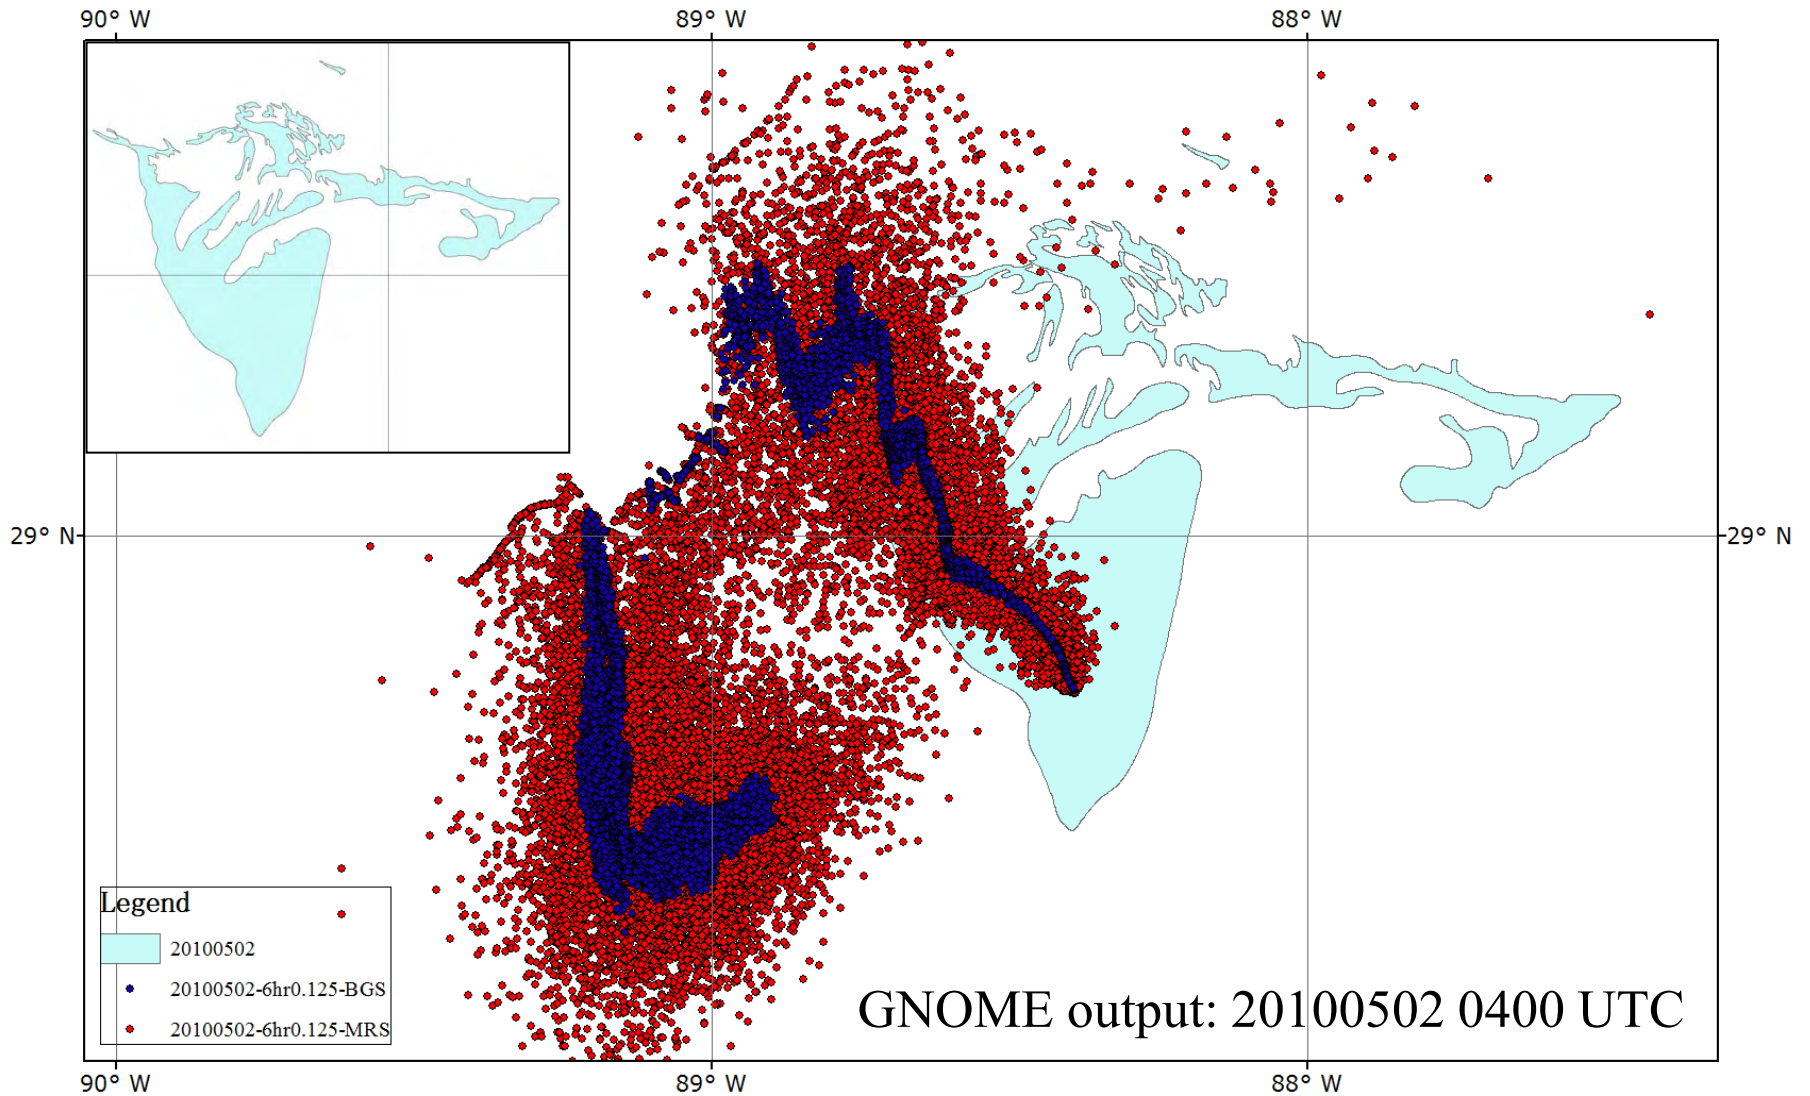 90° W 89° W 88° W
29° N 29° N
Legend
20100502
20100502-6hr0.125-BGS
20100502-6hr0.125-MRS
GNOME output: 20100502 0400 UTC
90° W 89° W 88° W